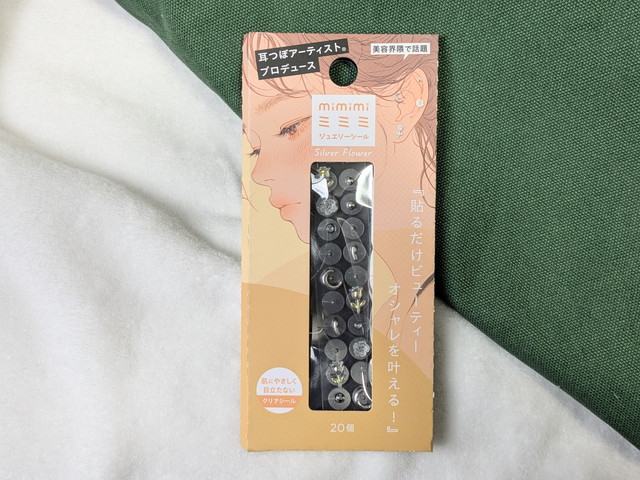 耳つぼアーティスト®
プロデュース
美容界隈で話題
mimimi
ミミミ
ジュエリーシール
Silver Flower
『貼るだけビューティー
オシャレを叶える！』
肌にやさしく
目立たない
クリアシール
20個